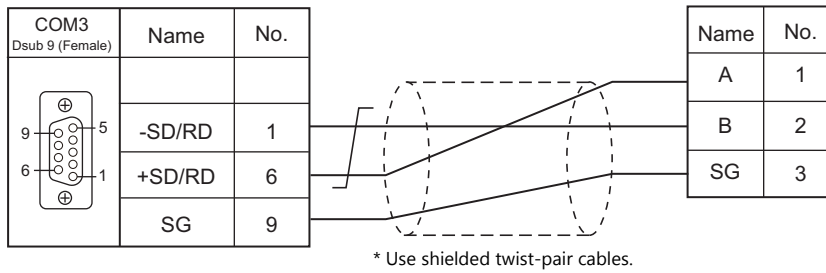 COM3
Dsub 9 (Female)
Name
No.
-SD/RD
1
+SD/RD
6
SG
9
9
5
6
1
Name
No.
A
1
B
2
SG
3
* Use shielded twist-pair cables.